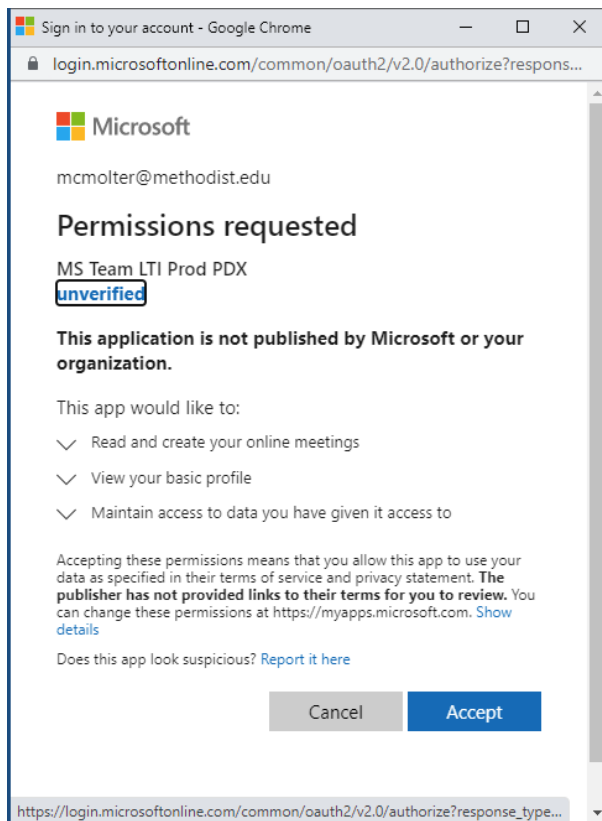 Sign in to your account - Google Chrome
login.microsoftonline.com/common/oauth2/v2.0/authorize?respons...
Microsoft
mcmolter@methodist.edu
Permissions requested
MS Team LTI Prod PDX
unverified
This application is not published by Microsoft or your
organization.
This app would like to:
Read and create your online meetings
View your basic profile
Maintain access to data you have given it access to
Accepting these permissions means that you allow this app to use your
data as specified in their terms of service and privacy statement. The
publisher has not provided links to their terms for you to review. You
can change these permissions at https://myapps.microsoft.com. Show
details
Does this app look suspicious? Report it here
Cancel Accept
https://login.microsoftonline.com/common/oauth2/v2.0/authorize?response_type...